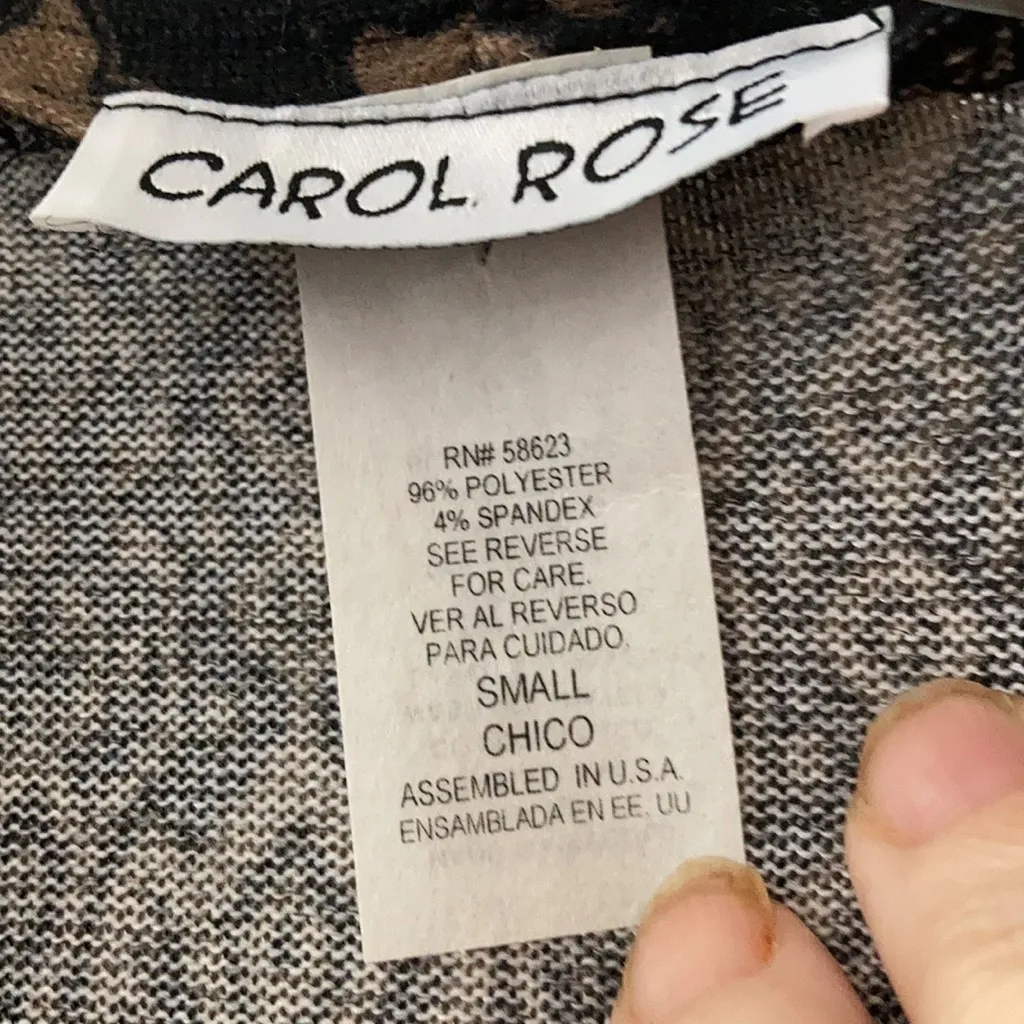 CAROL ROSE
RN# 58623
96% POLYESTER
4% SPANDEX
SEE REVERSE
FOR CARE.
VER AL REVERSO
PARA CUIDADO.
SMALL
CHICO
ASSEMBLED IN U.S.A.
ENSAMBLADA EN EE. UU